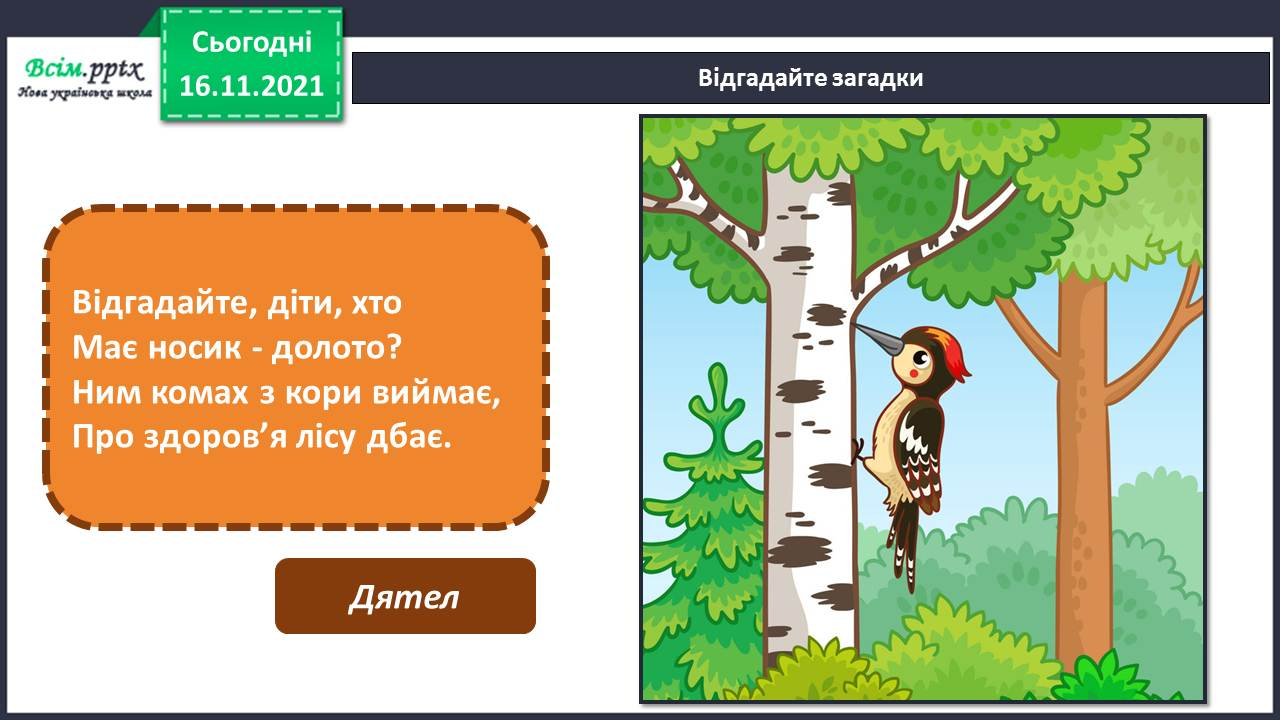 Всім.pptx
Нова українська школа
Сьогодні
16.11.2021
Відгадайте загадки
Відгадайте, діти, хто
Має носик - долото?
Ним комах з кори виймає,
Про здоров’я лісу дбає.
Дятел